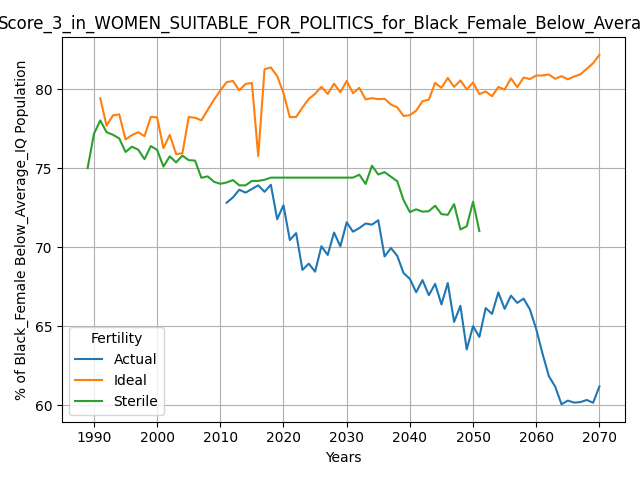 Score_3_in_WOMEN_SUITABLE_FOR_POLITICS_for_Black_Female_Below_Avera
% of Black_Female Below_Average_IQ Population
80
75
70
65
60
Fertility
Actual
Ideal
Sterile
1990 2000 2010 2020 2030 2040 2050 2060 2070
Years